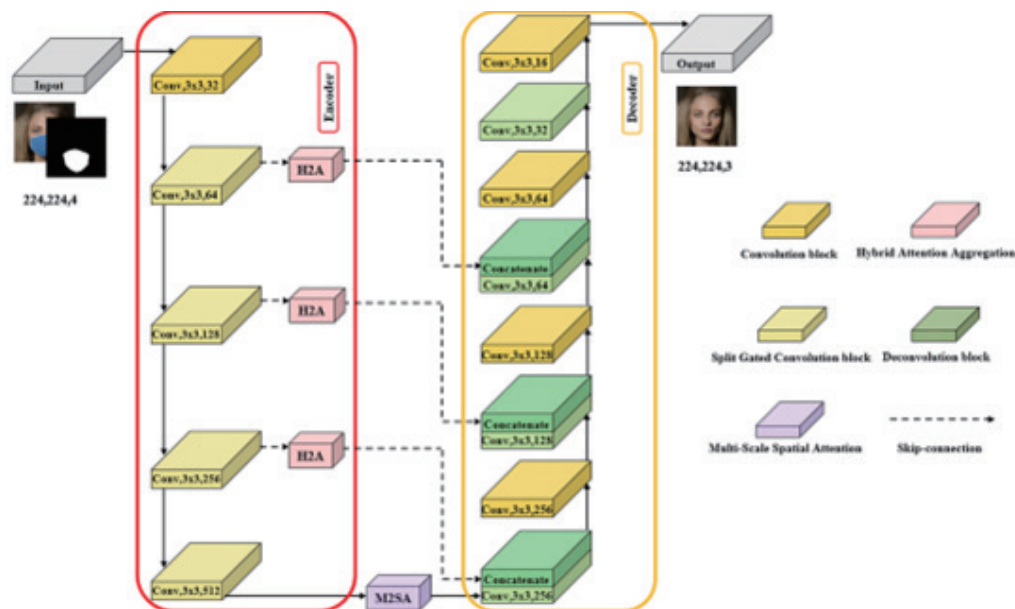 Input
224,224,4
Encoder
Conv,3x3,32
Conv,3x3,64
H2A
Conv,3x3,128
H2A
Conv,3x3,256
H2A
Conv,3x3,512
M2SA
Decoder
Conv,3x3,16
Conv,3x3,32
Conv,3x3,64
Concatenate
Conv,3x3,64
Conv,3x3,128
Concatenate
Conv,3x3,128
Conv,3x3,256
Concatenate
Conv,3x3,256
Output
224,224,3
Convolution block
Hybrid Attention Aggregation
Split Gated Convolution block
Deconvolution block
Multi-Scale Spatial Attention
Skip-connection